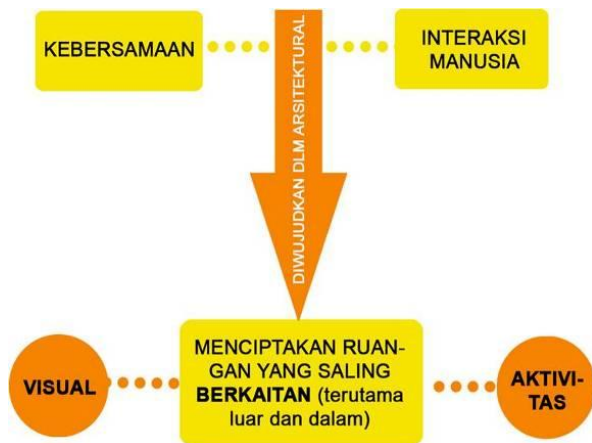 KEBERSAMAAN
INTERAKSI
MANUSIA
DIWUJUDKAN DLM ARSITEKTURAL
MENCIPTAKAN RUAN-
GAN YANG SALING
BERKAITAN (terutama
luar dan dalam)
VISUAL
AKTIVI-
TAS